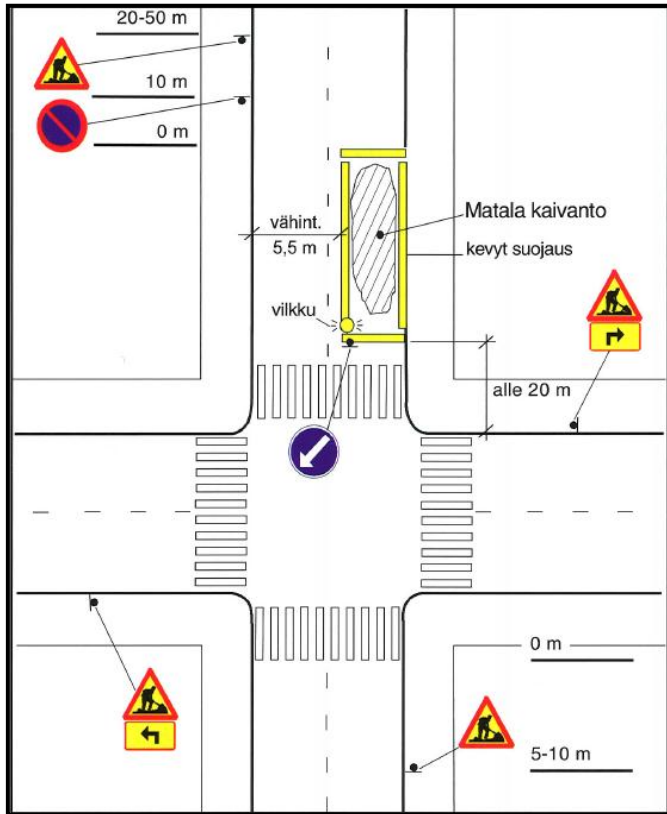 20-50 m
10 m
0 m
vähint.
5,5 m
Matala kaivanto
kevyt suojaus
vilkku
alle 20 m
0 m
5-10 m